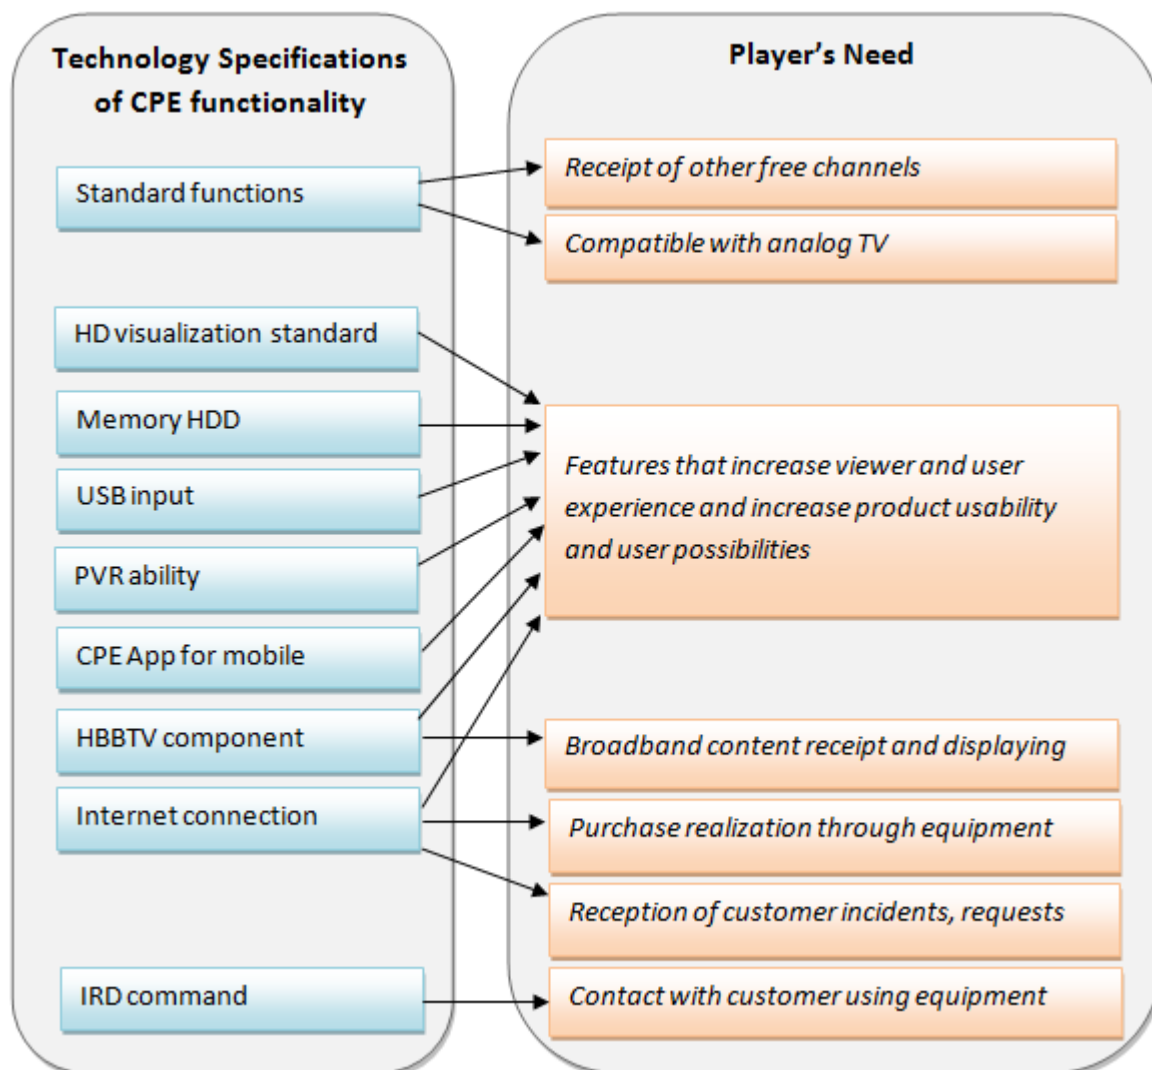 Technology Specifications
of CPE functionality
Standard functions
HD visualization standard
Memory HDD
USB input
PVR ability
CPE App for mobile
HBBTV component
Internet connection
IRD command
Player's Need
Receipt of other free channels
Compatible with analog TV
Features that increase viewer and user
experience and increase product usability
and user possibilities
Broadband content receipt and displaying
Purchase realization through equipment
Reception of customer incidents, requests
Contact with customer using equipment